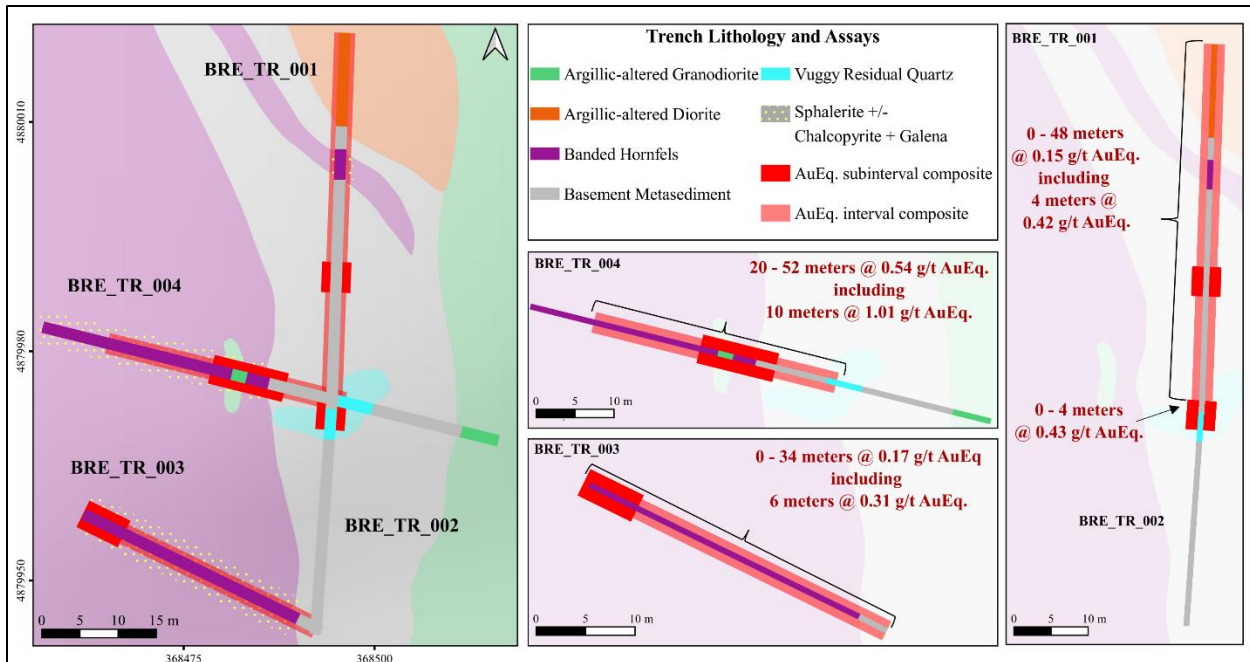 BRE_TR_001
BRE_TR_004
BRE_TR_003
BRE_TR_002
4880010
4879980
4879950
0 5 10 15 m
368475
368500
Trench Lithology and Assays
Argillic-altered Granodiorite
Argillic-altered Diorite
Banded Hornfels
Basement Metasediment
Vuggy Residual Quartz
Sphalerite +/-
Chalcopyrite + Galena
AuEq. subinterval composite
AuEq. interval composite
BRE_TR_004
20 - 52 meters @ 0.54 g/t AuEq.
including
10 meters @ 1.01 g/t AuEq.
0 5 10 m
BRE_TR_003
0 - 34 meters @ 0.17 g/t AuEq
including
6 meters @ 0.31 g/t AuEq.
0 5 10 m
BRE_TR_001
0 - 48 meters
@ 0.15 g/t AuEq.
including
4 meters @
0.42 g/t AuEq.
0 - 4 meters
@ 0.43 g/t AuEq.
BRE_TR_002
0 5 10 m